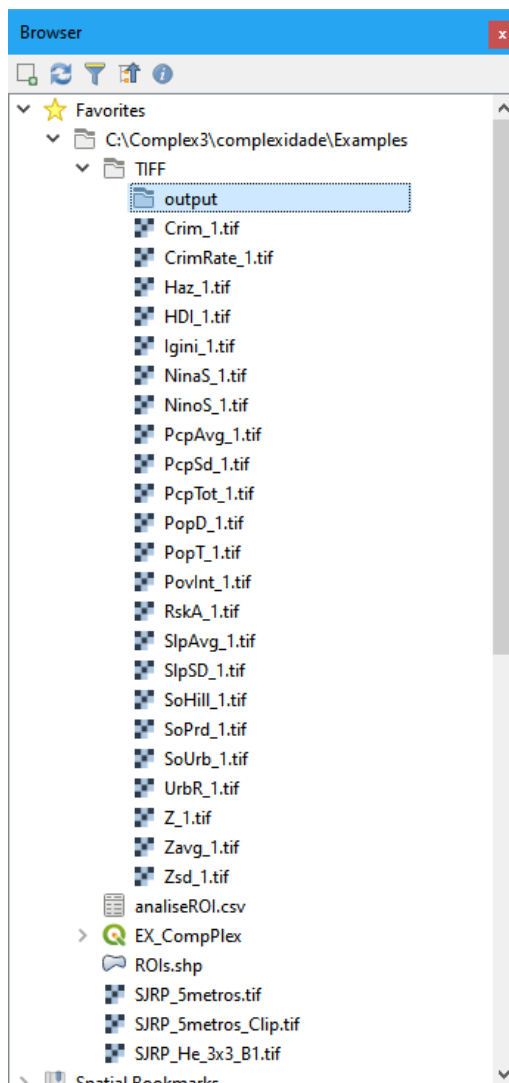 Browser
x
Favorites
C:\Complex3\complexidade\Examples
TIFF
output
Crim_1.tif
CrimRate_1.tif
Haz_1.tif
HDI_1.tif
Igini_1.tif
NinaS_1.tif
NinoS_1.tif
PcpAvg_1.tif
PcpSd_1.tif
PcpTot_1.tif
PopD_1.tif
PopT_1.tif
PovInt_1.tif
RskA_1.tif
SlpAvg_1.tif
SlpSD_1.tif
SoHill_1.tif
SoPrd_1.tif
SoUrb_1.tif
UrbR_1.tif
Z_1.tif
Zavg_1.tif
Zsd_1.tif
analiseROI.csv
EX_CompPlex
ROIs.shp
SJRP_5metros.tif
SJRP_5metros_Clip.tif
SJRP_He_3x3_B1.tif
Spatial Bookmarks